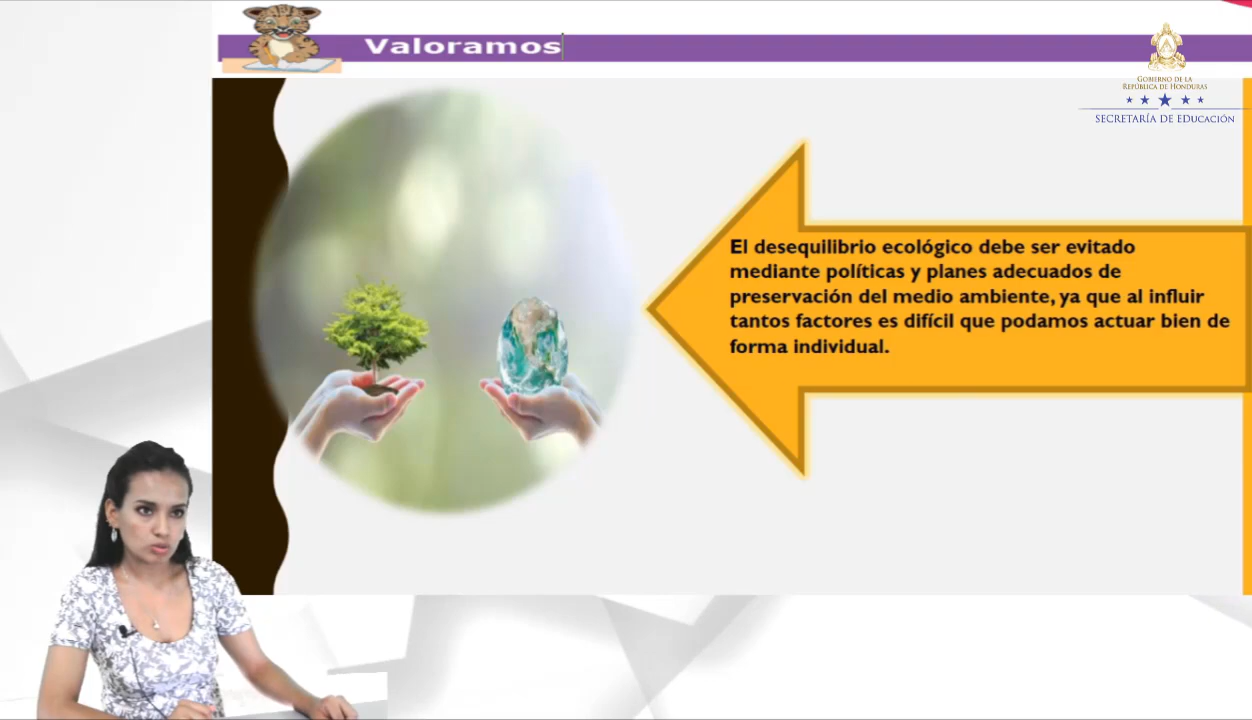 Valoramos
GOBIERNO DE LA
REPÚBLICA DE HONDURAS
SECRETARÍA DE EDUCACIÓN
El desequilibrio ecológico debe ser evitado
mediante políticas y planes adecuados de
preservación del medio ambiente, ya que al influir
tantos factores es difícil que podamos actuar bien de
forma individual.